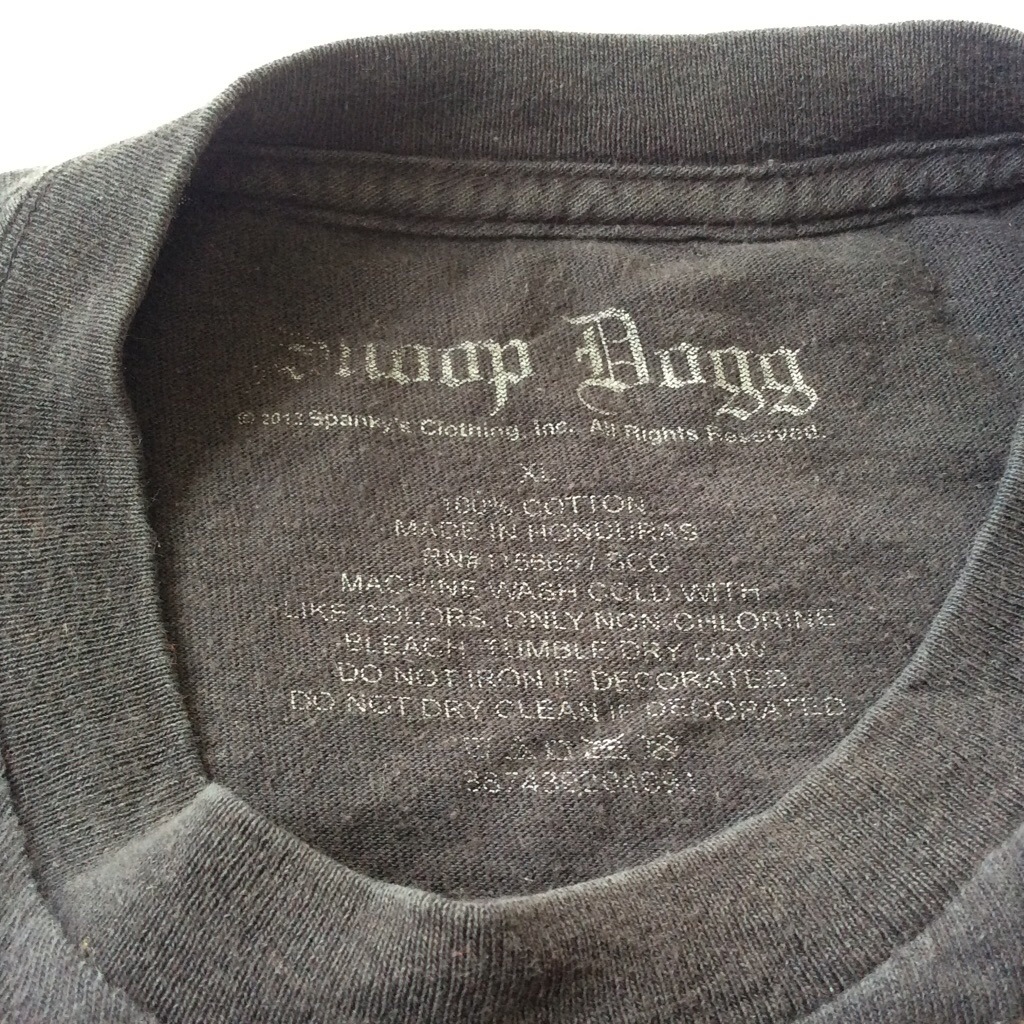 Snoop Dogg
© 2012 Spanky's Clothing, Inc. All Rights Reserved.
XL
100% COTTON
MADE IN HONDURAS
/ SCC
MACHINE WASH COLD WITH
LIKE COLORS. ONLY NON-CHLORINE
BLEACH. TUMBLE DRY LOW.
DO NOT IRON IF DECORATED.
DO NOT DRY CLEAN IF DECORATED.